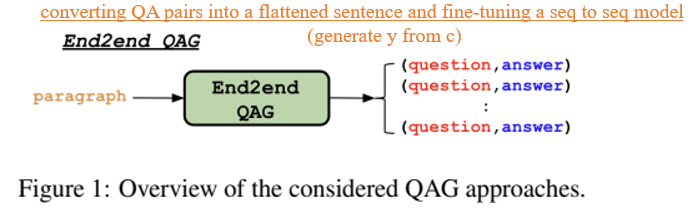 converting QA pairs into a flattened sentence and fine-tuning a seq to seq model
(generate y from c)
End2end QAG
paragraph
End2end
QAG
(question,answer)
(question,answer)
:
(question,answer)
Figure 1: Overview of the considered QAG approaches.